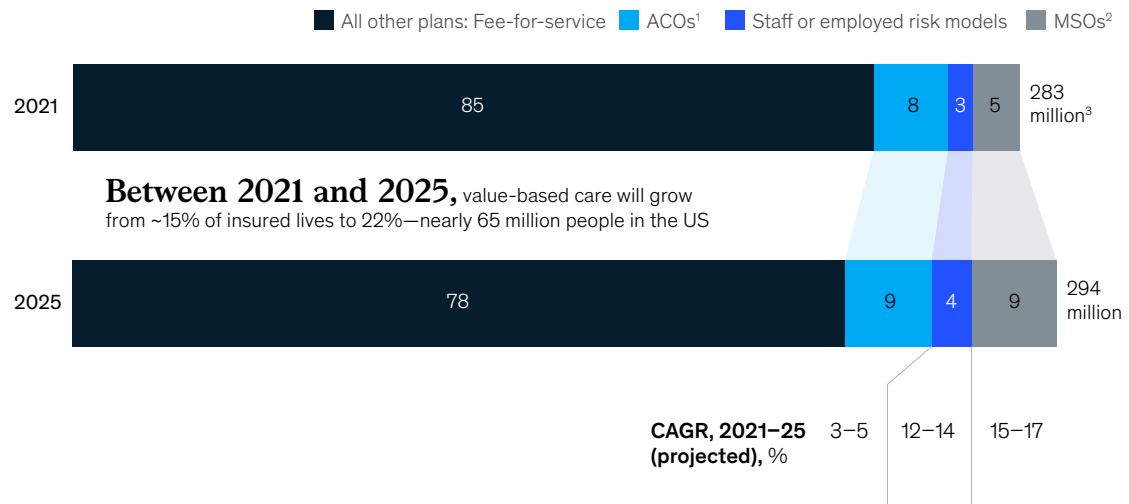 All other plans: Fee-for-service ACOs¹ Staff or employed risk models MSOs²
2021 85 8 3 5 283
million³
Between 2021 and 2025, value-based care will grow
from ~15% of insured lives to 22%—nearly 65 million people in the US
2025 78 9 4 9 294
million
CAGR, 2021–25 3–5 12–14 15–17
(projected), %